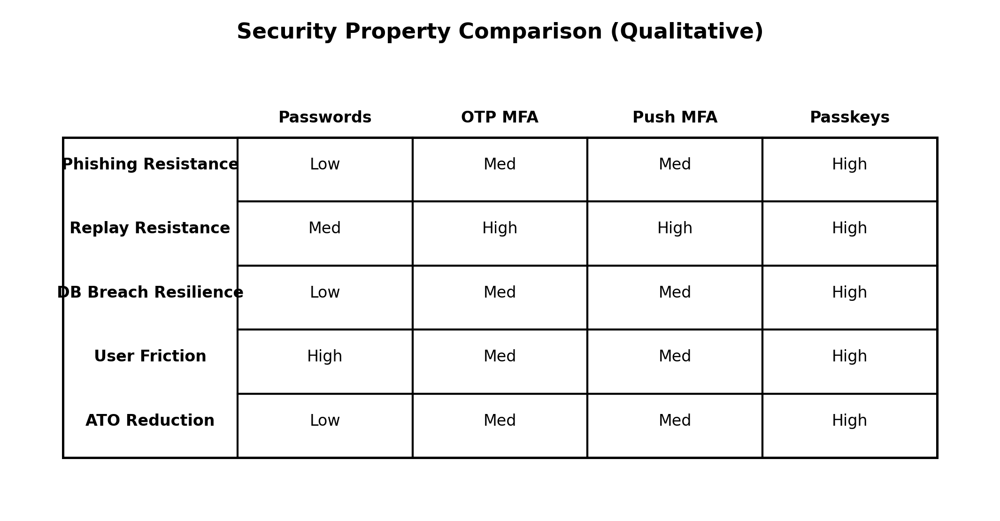 Security Property Comparison (Qualitative)
Passwords OTP MFA Push MFA Passkeys
Phishing Resistance Low Med Med High
Replay Resistance Med High High High
DB Breach Resilience Low Med Med High
User Friction High Med Med High
ATO Reduction Low Med Med High